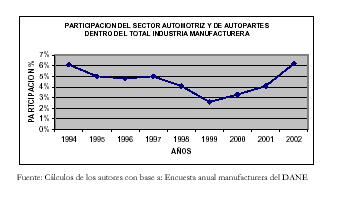 PARTICIPACION DEL SECTOR AUTOMOTRIZ Y DE AUTOPARTES
DENTRO DEL TOTAL INDUSTRIA MANUFACTURERA
PARTICIPACION %
7%
6%
5%
4%
3%
2%
1%
0%
1994 1995 1996 1997 1998 1999 2000 2001 2002
AÑOS
Fuente: Cálculos de los autores con base a: Encuesta anual manufacturera del DANE